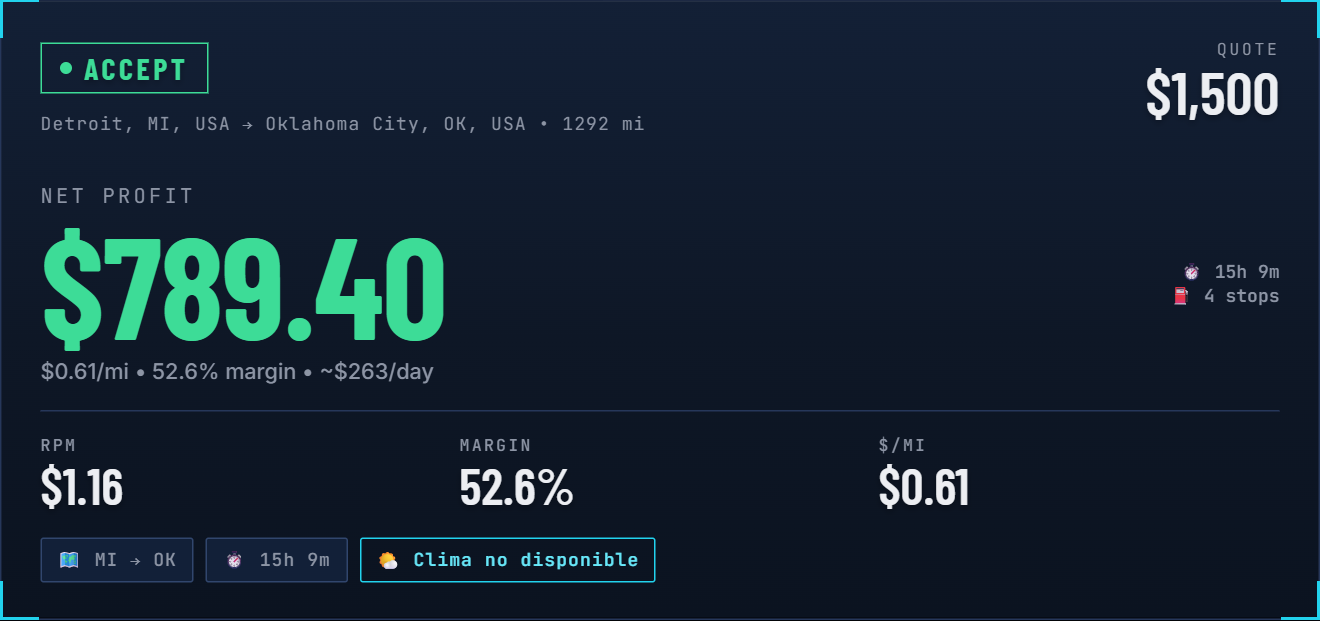 ACCEPT
QUOTE
$1,500
Detroit, MI, USA → Oklahoma City, OK, USA • 1292 mi
NET PROFIT
$789.40
15h 9m
4 stops
$0.61/mi • 52.6% margin • ~$263/day
RPM
$1.16
MARGIN
52.6%
$/MI
$0.61
MI → OK
15h 9m
Clima no disponible